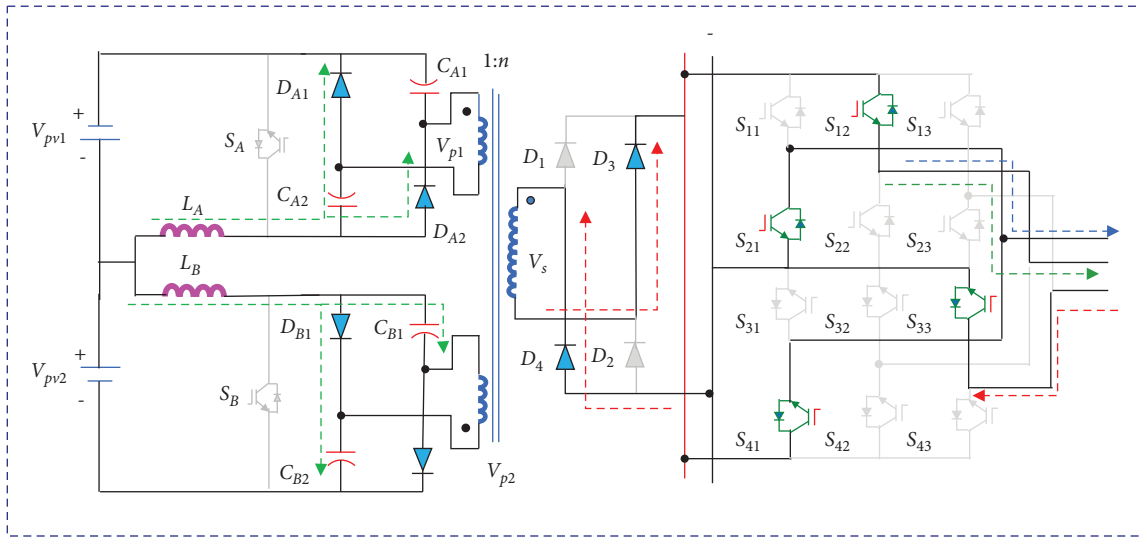 -
C_A1
1:n
D_A1
+
V_pv1
-
S_A
V_p1
S_11
S_12
S_13
D_1
D_3
C_A2
L_A
D_A2
S_21
S_22
S_23
L_B
V_s
D_B1
C_B1
S_31
S_32
S_33
+
V_pv2
-
D_4
D_2
S_B
S_41
S_42
S_43
C_B2
V_p2